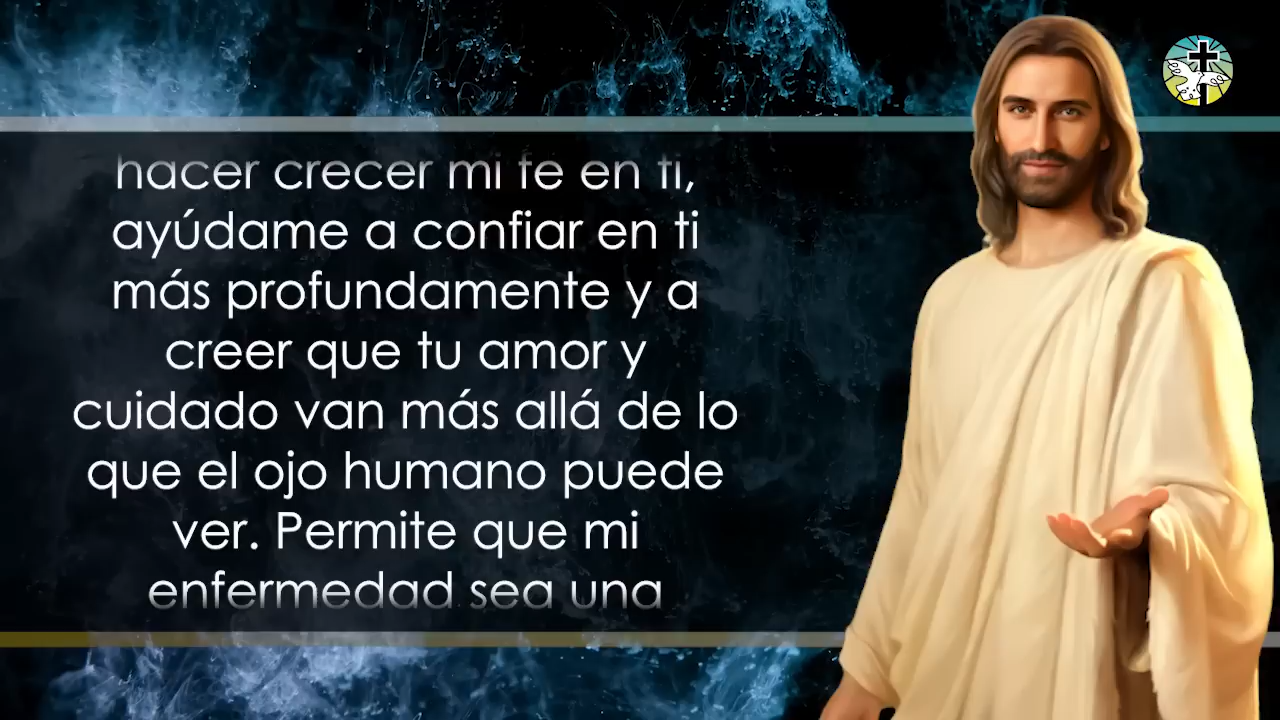 hacer crecer mi fe en ti,
ayúdame a confiar en ti
más profundamente y a
creer que tu amor y
cuidado van más allá de lo
que el ojo humano puede
ver. Permite que mi
enfermedad sea una